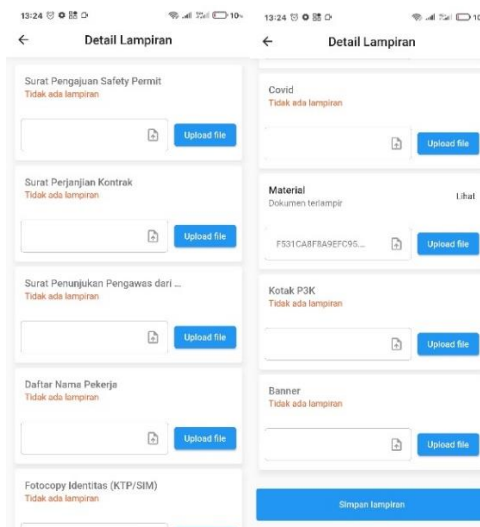 13:24
Detail Lampiran
Surat Pengajuan Safety Permit
Tidak ada lampiran
Upload file
Surat Perjanjian Kontrak
Tidak ada lampiran
Upload file
Surat Penunjukan Pengawas dari ...
Tidak ada lampiran
Upload file
Daftar Nama Pekerja
Tidak ada lampiran
Upload file
Fotocopy Identitas (KTP/SIM)
Tidak ada lampiran
13:24
Detail Lampiran
Covid
Tidak ada lampiran
Upload file
Material
Lihat
Dokumen terlampir
F531CA8F8A9EFC95...
Upload file
Kotak P3K
Tidak ada lampiran
Upload file
Banner
Tidak ada lampiran
Upload file
Simpan lampiran